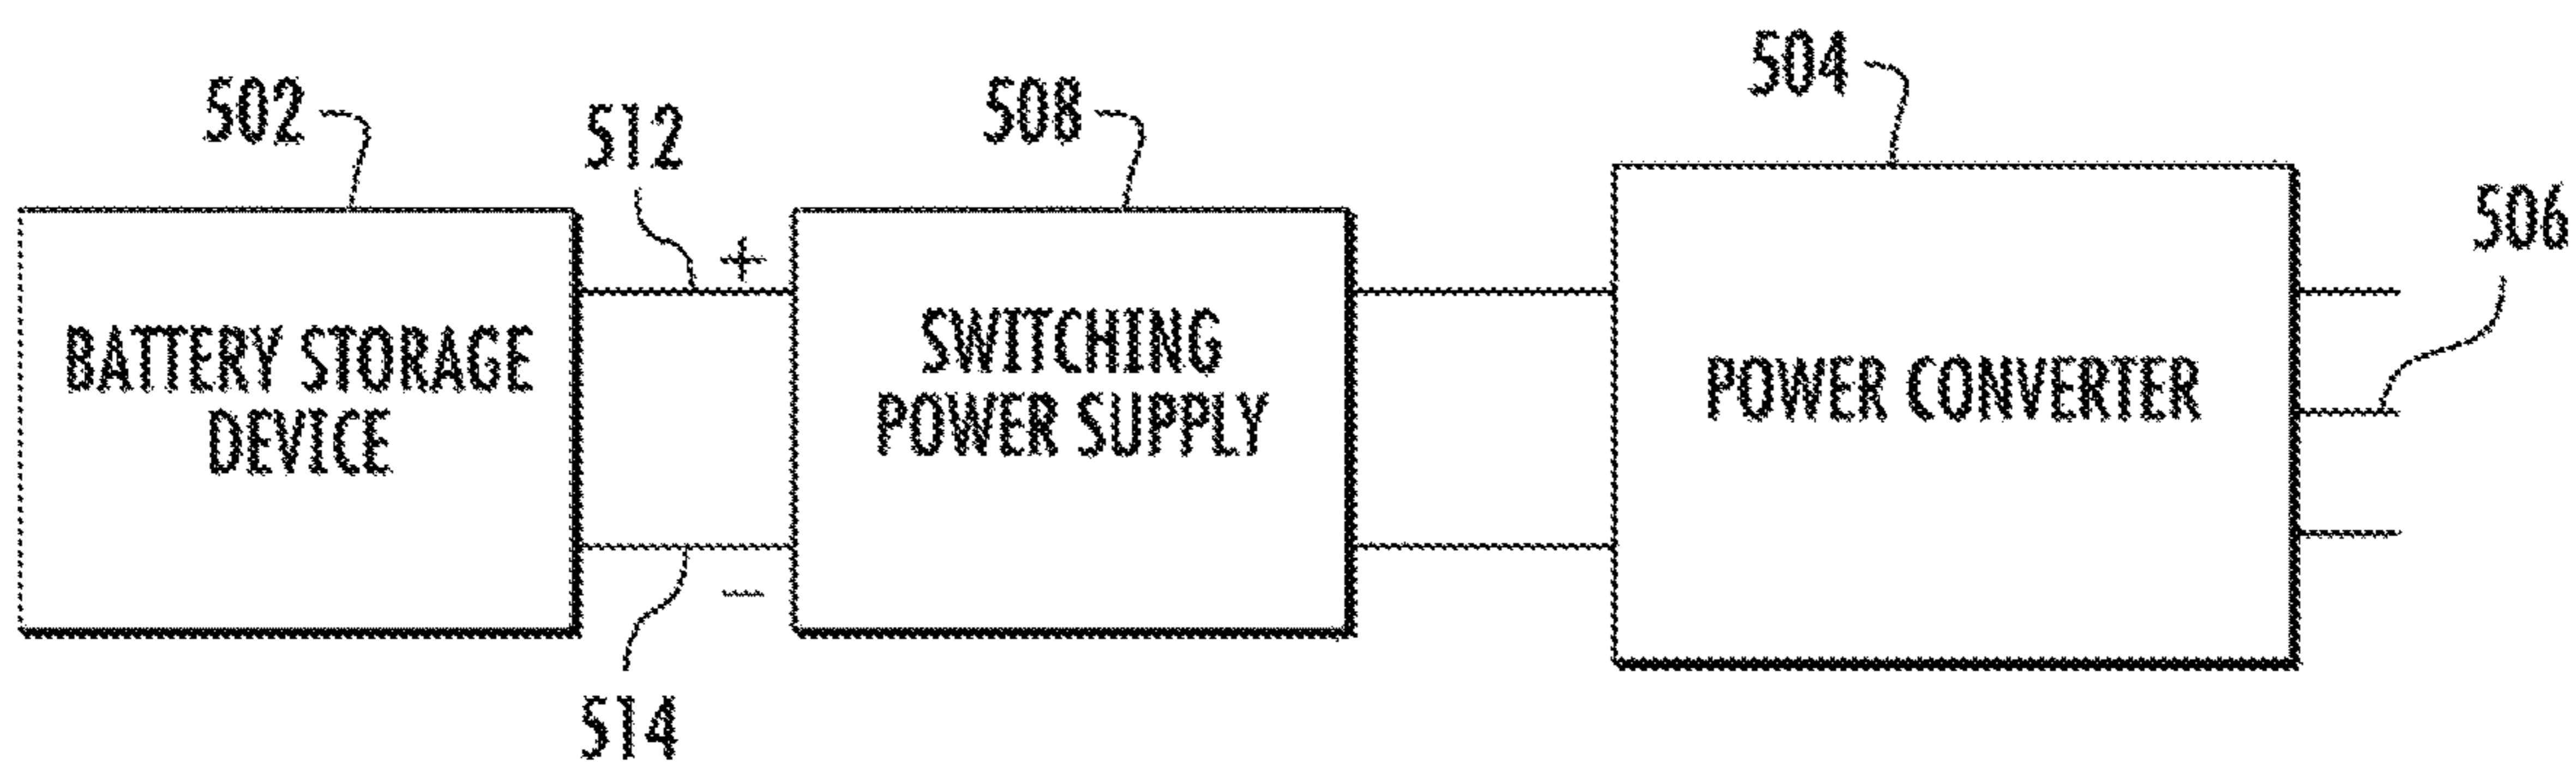 502
512
508
504
506
+
BATTERY STORAGE
DEVICE
SWITCHING
POWER SUPPLY
POWER CONVERTER
−
514